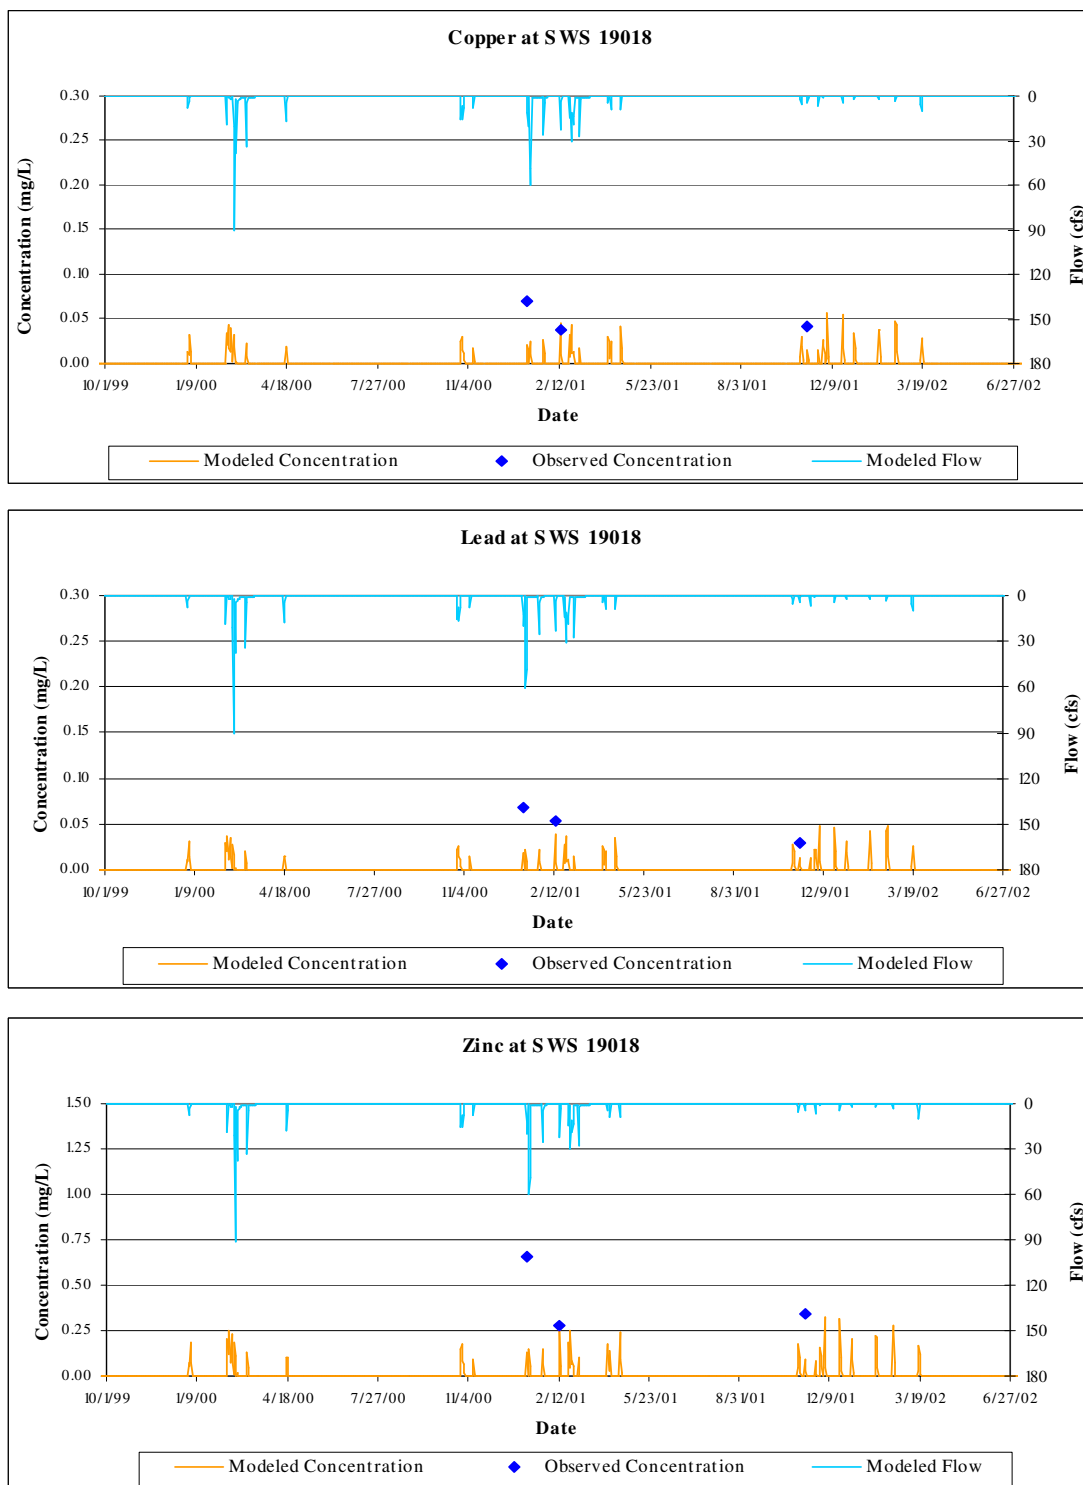 Copper at SWS 19018
Concentration (mg/L)
0.30
0.25
0.20
0.15
0.10
0.05
0.00
0
30
60
90
120
150
180
Flow (cfs)
10/1/99 1/9/00 4/18/00 7/27/00 11/4/00 2/12/01 5/23/01 8/31/01 12/9/01 3/19/02 6/27/02
Date
Modeled Concentration Observed Concentration Modeled Flow
Lead at SWS 19018
Concentration (mg/L)
0.30
0.25
0.20
0.15
0.10
0.05
0.00
0
30
60
90
120
150
180
Flow (cfs)
10/1/99 1/9/00 4/18/00 7/27/00 11/4/00 2/12/01 5/23/01 8/31/01 12/9/01 3/19/02 6/27/02
Date
Modeled Concentration Observed Concentration Modeled Flow
Zinc at SWS 19018
Concentration (mg/L)
1.50
1.25
1.00
0.75
0.50
0.25
0.00
0
30
60
90
120
150
180
Flow (cfs)
10/1/99 1/9/00 4/18/00 7/27/00 11/4/00 2/12/01 5/23/01 8/31/01 12/9/01 3/19/02 6/27/02
Date
Modeled Concentration Observed Concentration Modeled Flow